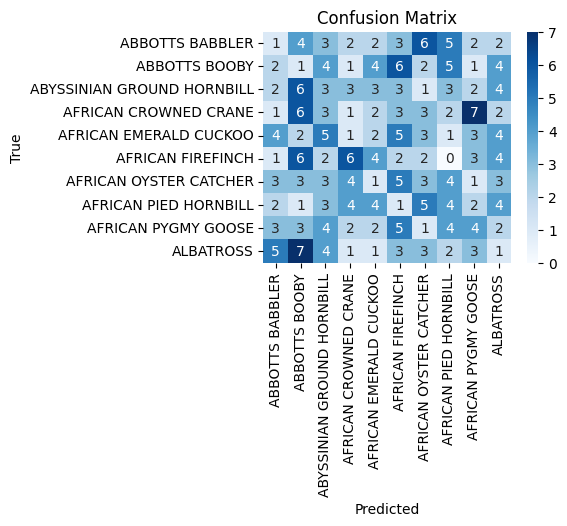 Confusion Matrix
True
ABBOTTS BABBLER 1 4 3 2 2 3 6 5 2 2
ABBOTTS BOOBY 2 1 4 1 4 6 2 5 1 4
ABYSSINIAN GROUND HORNBILL 2 6 3 3 3 3 1 3 2 4
AFRICAN CROWNED CRANE 1 6 3 1 2 3 3 2 7 2
AFRICAN EMERALD CUCKOO 4 2 5 1 2 5 3 1 3 4
AFRICAN FIREFINCH 1 6 2 6 4 2 2 0 3 4
AFRICAN OYSTER CATCHER 3 3 3 4 1 5 3 4 1 3
AFRICAN PIED HORNBILL 2 1 3 4 4 1 5 4 2 4
AFRICAN PYGMY GOOSE 3 3 4 2 2 5 1 4 4 2
ALBATROSS 5 7 4 1 1 3 3 2 3 1
ABBOTTS BABBLER
ABBOTTS BOOBY
ABYSSINIAN GROUND HORNBILL
AFRICAN CROWNED CRANE
AFRICAN EMERALD CUCKOO
AFRICAN FIREFINCH
AFRICAN OYSTER CATCHER
AFRICAN PIED HORNBILL
AFRICAN PYGMY GOOSE
ALBATROSS
Predicted
7
6
5
4
3
2
1
0